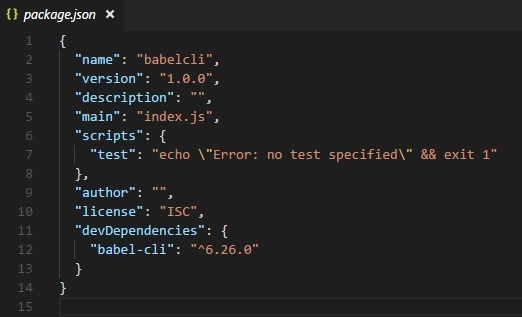 {} package.json ×
1 {
2   "name": "babelcli",
3   "version": "1.0.0",
4   "description": "",
5   "main": "index.js",
6   "scripts": {
7     "test": "echo \"Error: no test specified\" && exit 1"
8   },
9   "author": "",
10   "license": "ISC",
11   "devDependencies": {
12     "babel-cli": "^6.26.0"
13   }
14 }
15